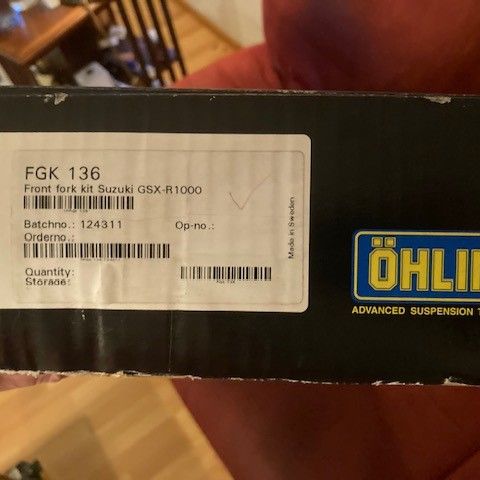 FGK 136
Front fork kit Suzuki GSX-R1000
Batchno.: 124311 Op-no.:
Orderno.:
Quantity:
Storage:
Made in Sweden
ÖHLI
ADVANCED SUSPENSION T